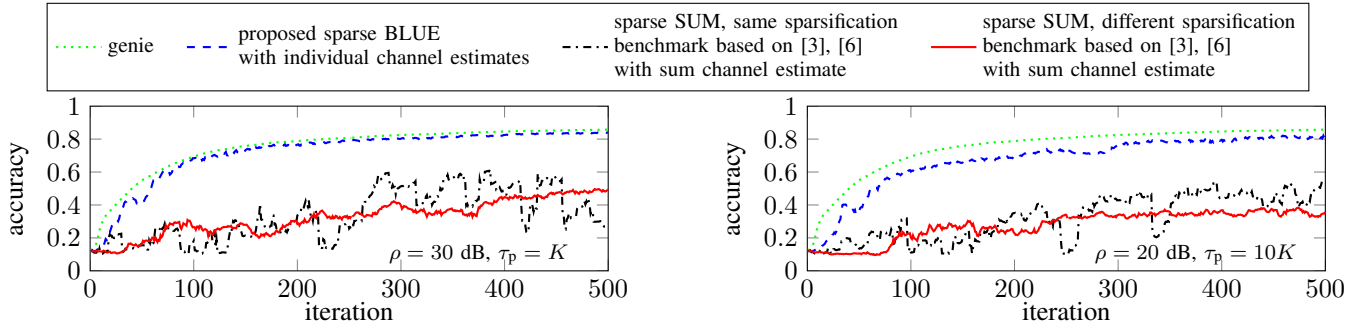 genie
proposed sparse BLUE
with individual channel estimates
sparse SUM, same sparsification
benchmark based on [3], [6]
with sum channel estimate
sparse SUM, different sparsification
benchmark based on [3], [6]
with sum channel estimate
accuracy
1
0.8
0.6
0.4
0.2
0
ρ = 30 dB, τp = K
0 100 200 300 400 500
iteration
accuracy
1
0.8
0.6
0.4
0.2
0
ρ = 20 dB, τp = 10K
0 100 200 300 400 500
iteration